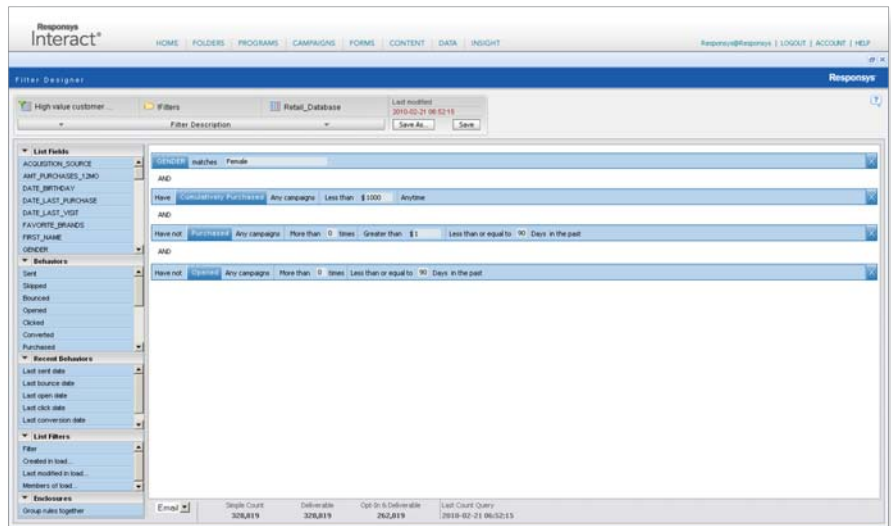 Responsys
Interact*
HOME FOLDERS PROGRAMS CAMPAIGNS FORMS CONTENT DATA INSIGHT
Responsys@Responsys | LOGOUT | ACCOUNT | HELP
Filter Designer
Responsys
High value customer ...
Filters
Retail_Database
Last modified
2010-02-21 06:52:15
Filter Description
Save As...
Save
List Fields
ACQUISITION_SOURCE
AMT_PURCHASES_12MO
DATE_BIRTHDAY
DATE_LAST_PURCHASE
DATE_LAST_VISIT
FAVORITE_BRANDS
FIRST_NAME
GENDER
Behaviors
Sent
Skipped
Bounced
Opened
Clicked
Converted
Purchased
Recent Behaviors
Last sent date
Last bounce date
Last open date
Last click date
Last conversion date
List Filters
Filter
Created in load...
Last modified in load...
Members of load...
Enclosures
Group rules together
GENDER matches Female
AND
Have Cumulatively Purchased Any campaigns Less than $ 1000 Anytime
AND
Have not Purchased Any campaigns More than 0 times Greater than $ 1 Less than or equal to 90 Days in the past
AND
Have not Opened Any campaigns More than 0 times Less than or equal to 90 Days in the past
Email
Simple Count
328,819
Deliverable
328,819
Opt-In & Deliverable
262,819
Last Count Query
2010-02-21 06:52:15